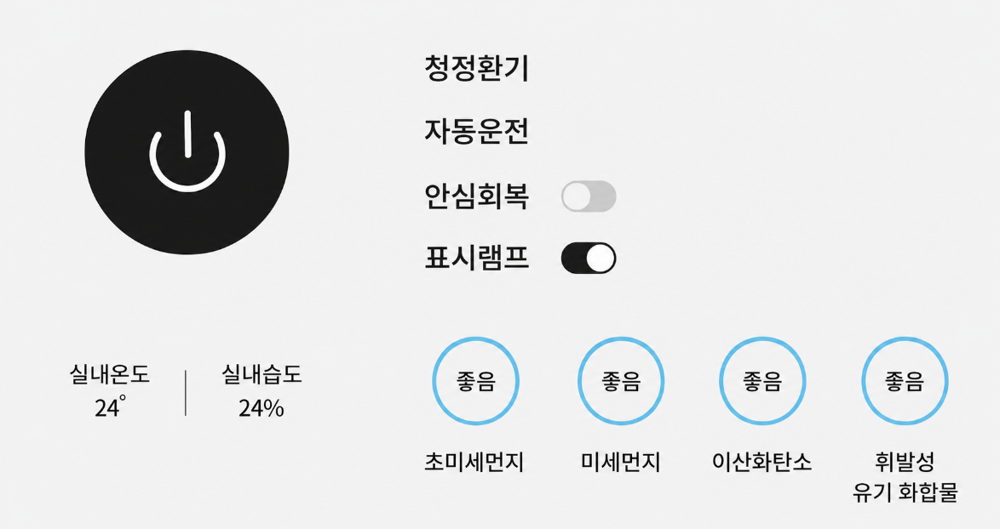 청정환기
자동운전
안심회복
표시램프
실내온도
24°
실내습도
24%
좋음
초미세먼지
좋음
미세먼지
좋음
이산화탄소
좋음
휘발성
유기 화합물